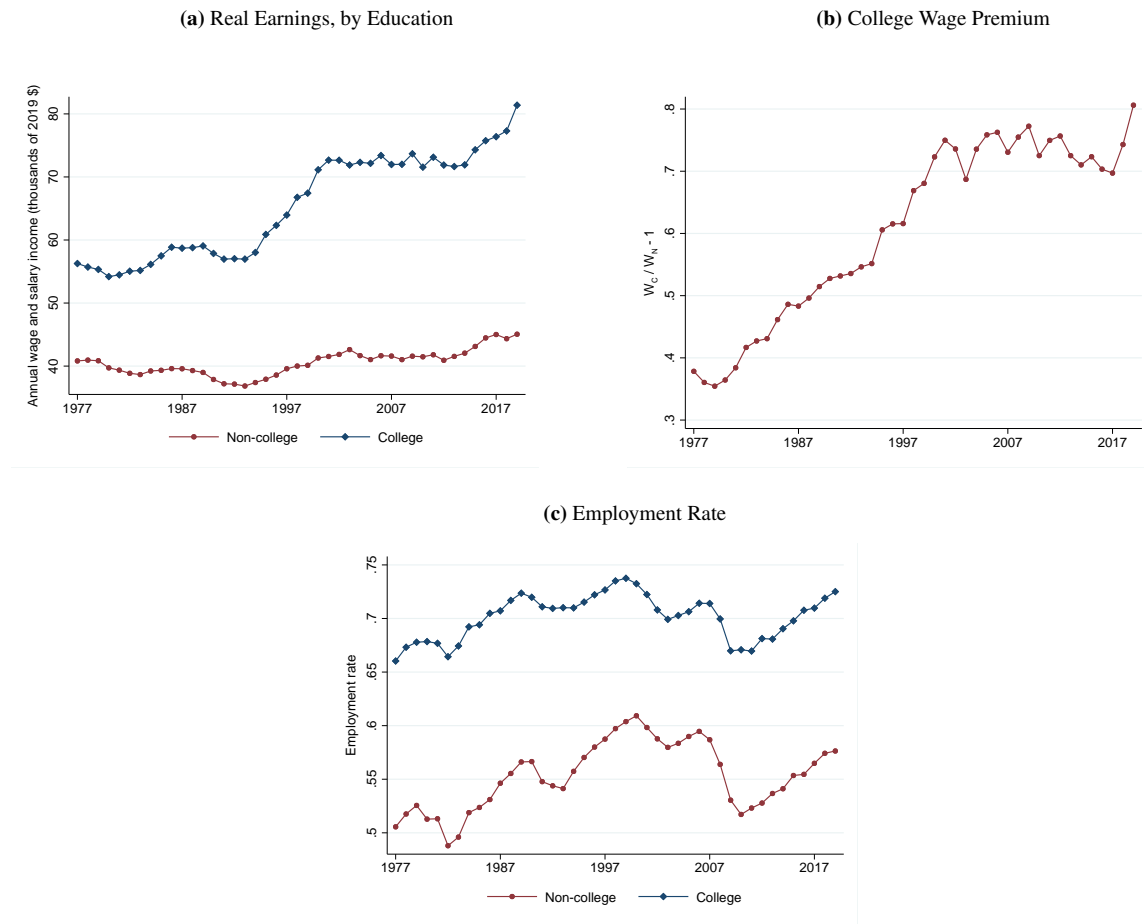 (a) Real Earnings, by Education
Annual wage and salary income (thousands of 2019 $)
80
70
60
50
40
1977 1987 1997 2007 2017
Non-college College
(b) College Wage Premium
W_C / W_N - 1
.8
.7
.6
.5
.4
.3
1977 1987 1997 2007 2017
(c) Employment Rate
Employment rate
.75
.7
.65
.6
.55
.5
1977 1987 1997 2007 2017
Non-college College